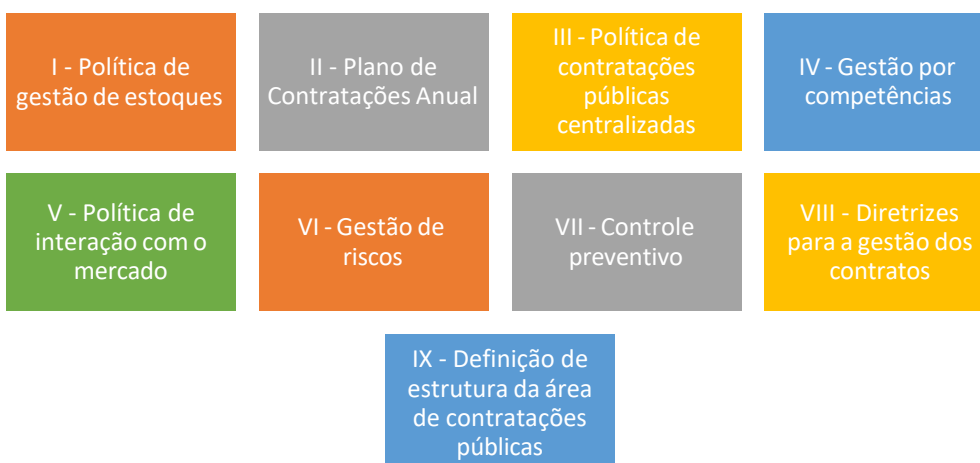 I - Política de
gestão de estoques
II - Plano de
Contratações Anual
III - Política de
contratações
públicas
centralizadas
IV - Gestão por
competências
V - Política de
interação com o
mercado
VI - Gestão de
riscos
VII - Controle
preventivo
VIII - Diretrizes
para a gestão dos
contratos
IX - Definição de
estrutura da área
de contratações
públicas